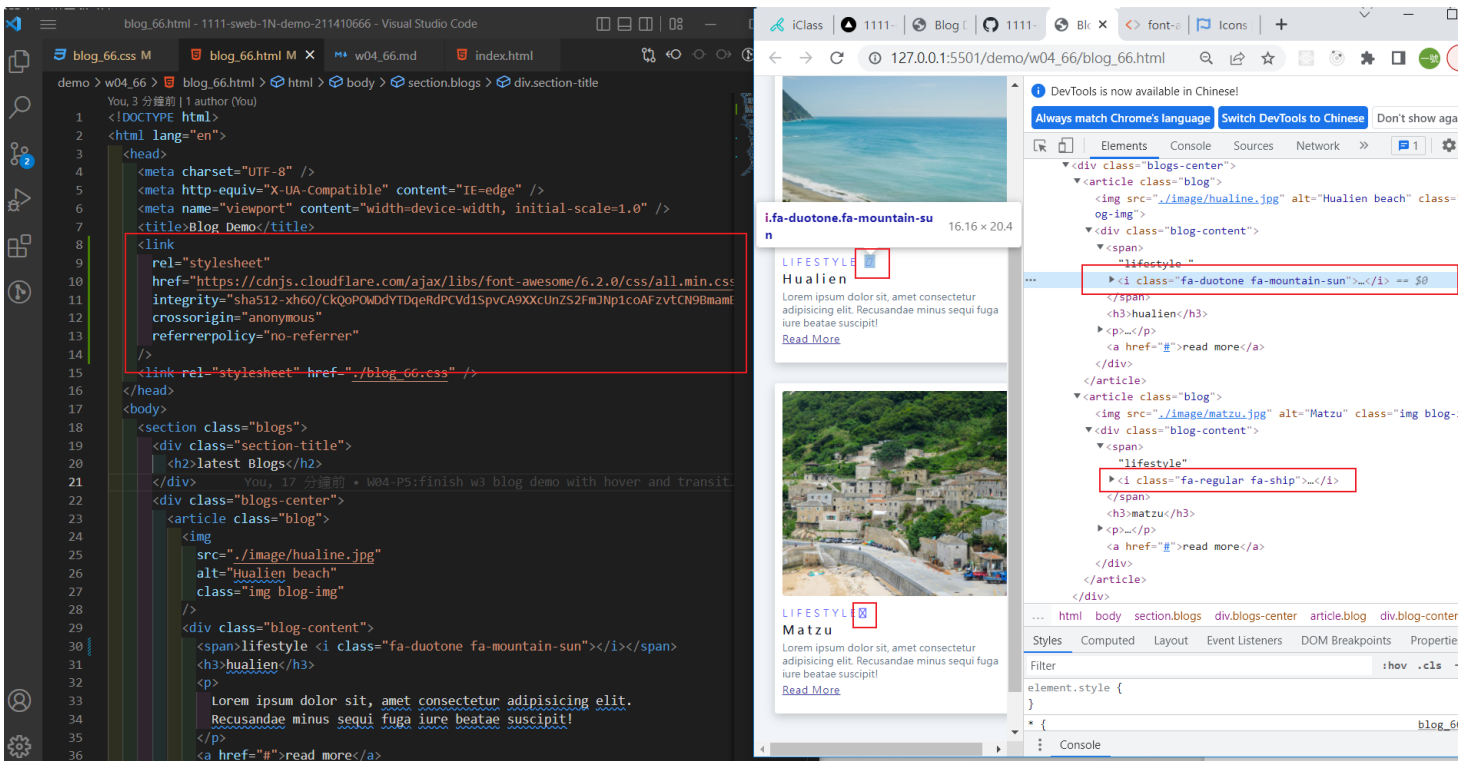 blog_66.html - 1111-sweb-1N-demo-211410666 - Visual Studio Code
blog_66.css M
blog_66.html M
w04_66.md
index.html
demo > w04_66 > blog_66.html > html > body > section.blogs > div.section-title
You, 3 分鐘前 | 1 author (You)
1 <!DOCTYPE html>
2 <html lang="en">
3 <head>
4 <meta charset="UTF-8" />
5 <meta http-equiv="X-UA-Compatible" content="IE=edge" />
6 <meta name="viewport" content="width=device-width, initial-scale=1.0" />
7 <title>Blog Demo</title>
8 <link
9 rel="stylesheet"
10 href="https://cdnjs.cloudflare.com/ajax/libs/font-awesome/6.2.0/css/all.min.css
11 integrity="sha512-xh6O/CkQoPOWDdYTDqeRdPCVd1SpvCA9XXcUnZS2FmJNp1coAFzvtCN9BmamE
12 crossorigin="anonymous"
13 referrerpolicy="no-referrer"
14 />
15 <link rel="stylesheet" href="./blog_66.css" />
16 </head>
17 <body>
18 <section class="blogs">
19 <div class="section-title">
20 <h2>latest Blogs</h2>
21 </div> You, 17 分鐘前 • W04-P5:finish w3 blog demo with hover and transit…
22 <div class="blogs-center">
23 <article class="blog">
24 <img
25 src="./image/hualine.jpg"
26 alt="Hualien beach"
27 class="img blog-img"
28 />
29 <div class="blog-content">
30 <span>lifestyle <i class="fa-duotone fa-mountain-sun"></i></span>
31 <h3>hualien</h3>
32 <p>
33 Lorem ipsum dolor sit, amet consectetur adipisicing elit.
34 Recusandae minus sequi fuga iure beatae suscipit!
35 </p>
36 <a href="#">read more</a>
2
iClass
1111-
Blog
1111-
Blc
font-a
Icons
127.0.0.1:5501/demo/w04_66/blog_66.html
i.fa-duotone.fa-mountain-su
n
16.16 × 20.4
LIFESTYLE
Hualien
Lorem ipsum dolor sit, amet consectetur
adipisicing elit. Recusandae minus sequi fuga
iure beatae suscipit!
Read More
LIFESTYLE
Matzu
Lorem ipsum dolor sit, amet consectetur
adipisicing elit. Recusandae minus sequi fuga
iure beatae suscipit!
Read More
DevTools is now available in Chinese!
Always match Chrome's language
Switch DevTools to Chinese
Don't show aga
Elements
Console
Sources
Network
1
<div class="blogs-center">
<article class="blog">
<img src="./image/hualine.jpg" alt="Hualien beach" class=
og-img">
<div class="blog-content">
<span>
"lifestyle "
<i class="fa-duotone fa-mountain-sun">…</i> == $0
</span>
<h3>hualien</h3>
<p>…</p>
<a href="#">read more</a>
</div>
</article>
<article class="blog">
<img src="./image/matzu.jpg" alt="Matzu" class="img blog-
<div class="blog-content">
<span>
"lifestyle"
<i class="fa-regular fa-ship">…</i>
</span>
<h3>matzu</h3>
<p>…</p>
<a href="#">read more</a>
</div>
</article>
</div>
... html body section.blogs div.blogs-center article.blog div.blog-conter
Styles
Computed
Layout
Event Listeners
DOM Breakpoints
Propertie
Filter
:hov .cls
element.style {
}
* {
blog_66
Console